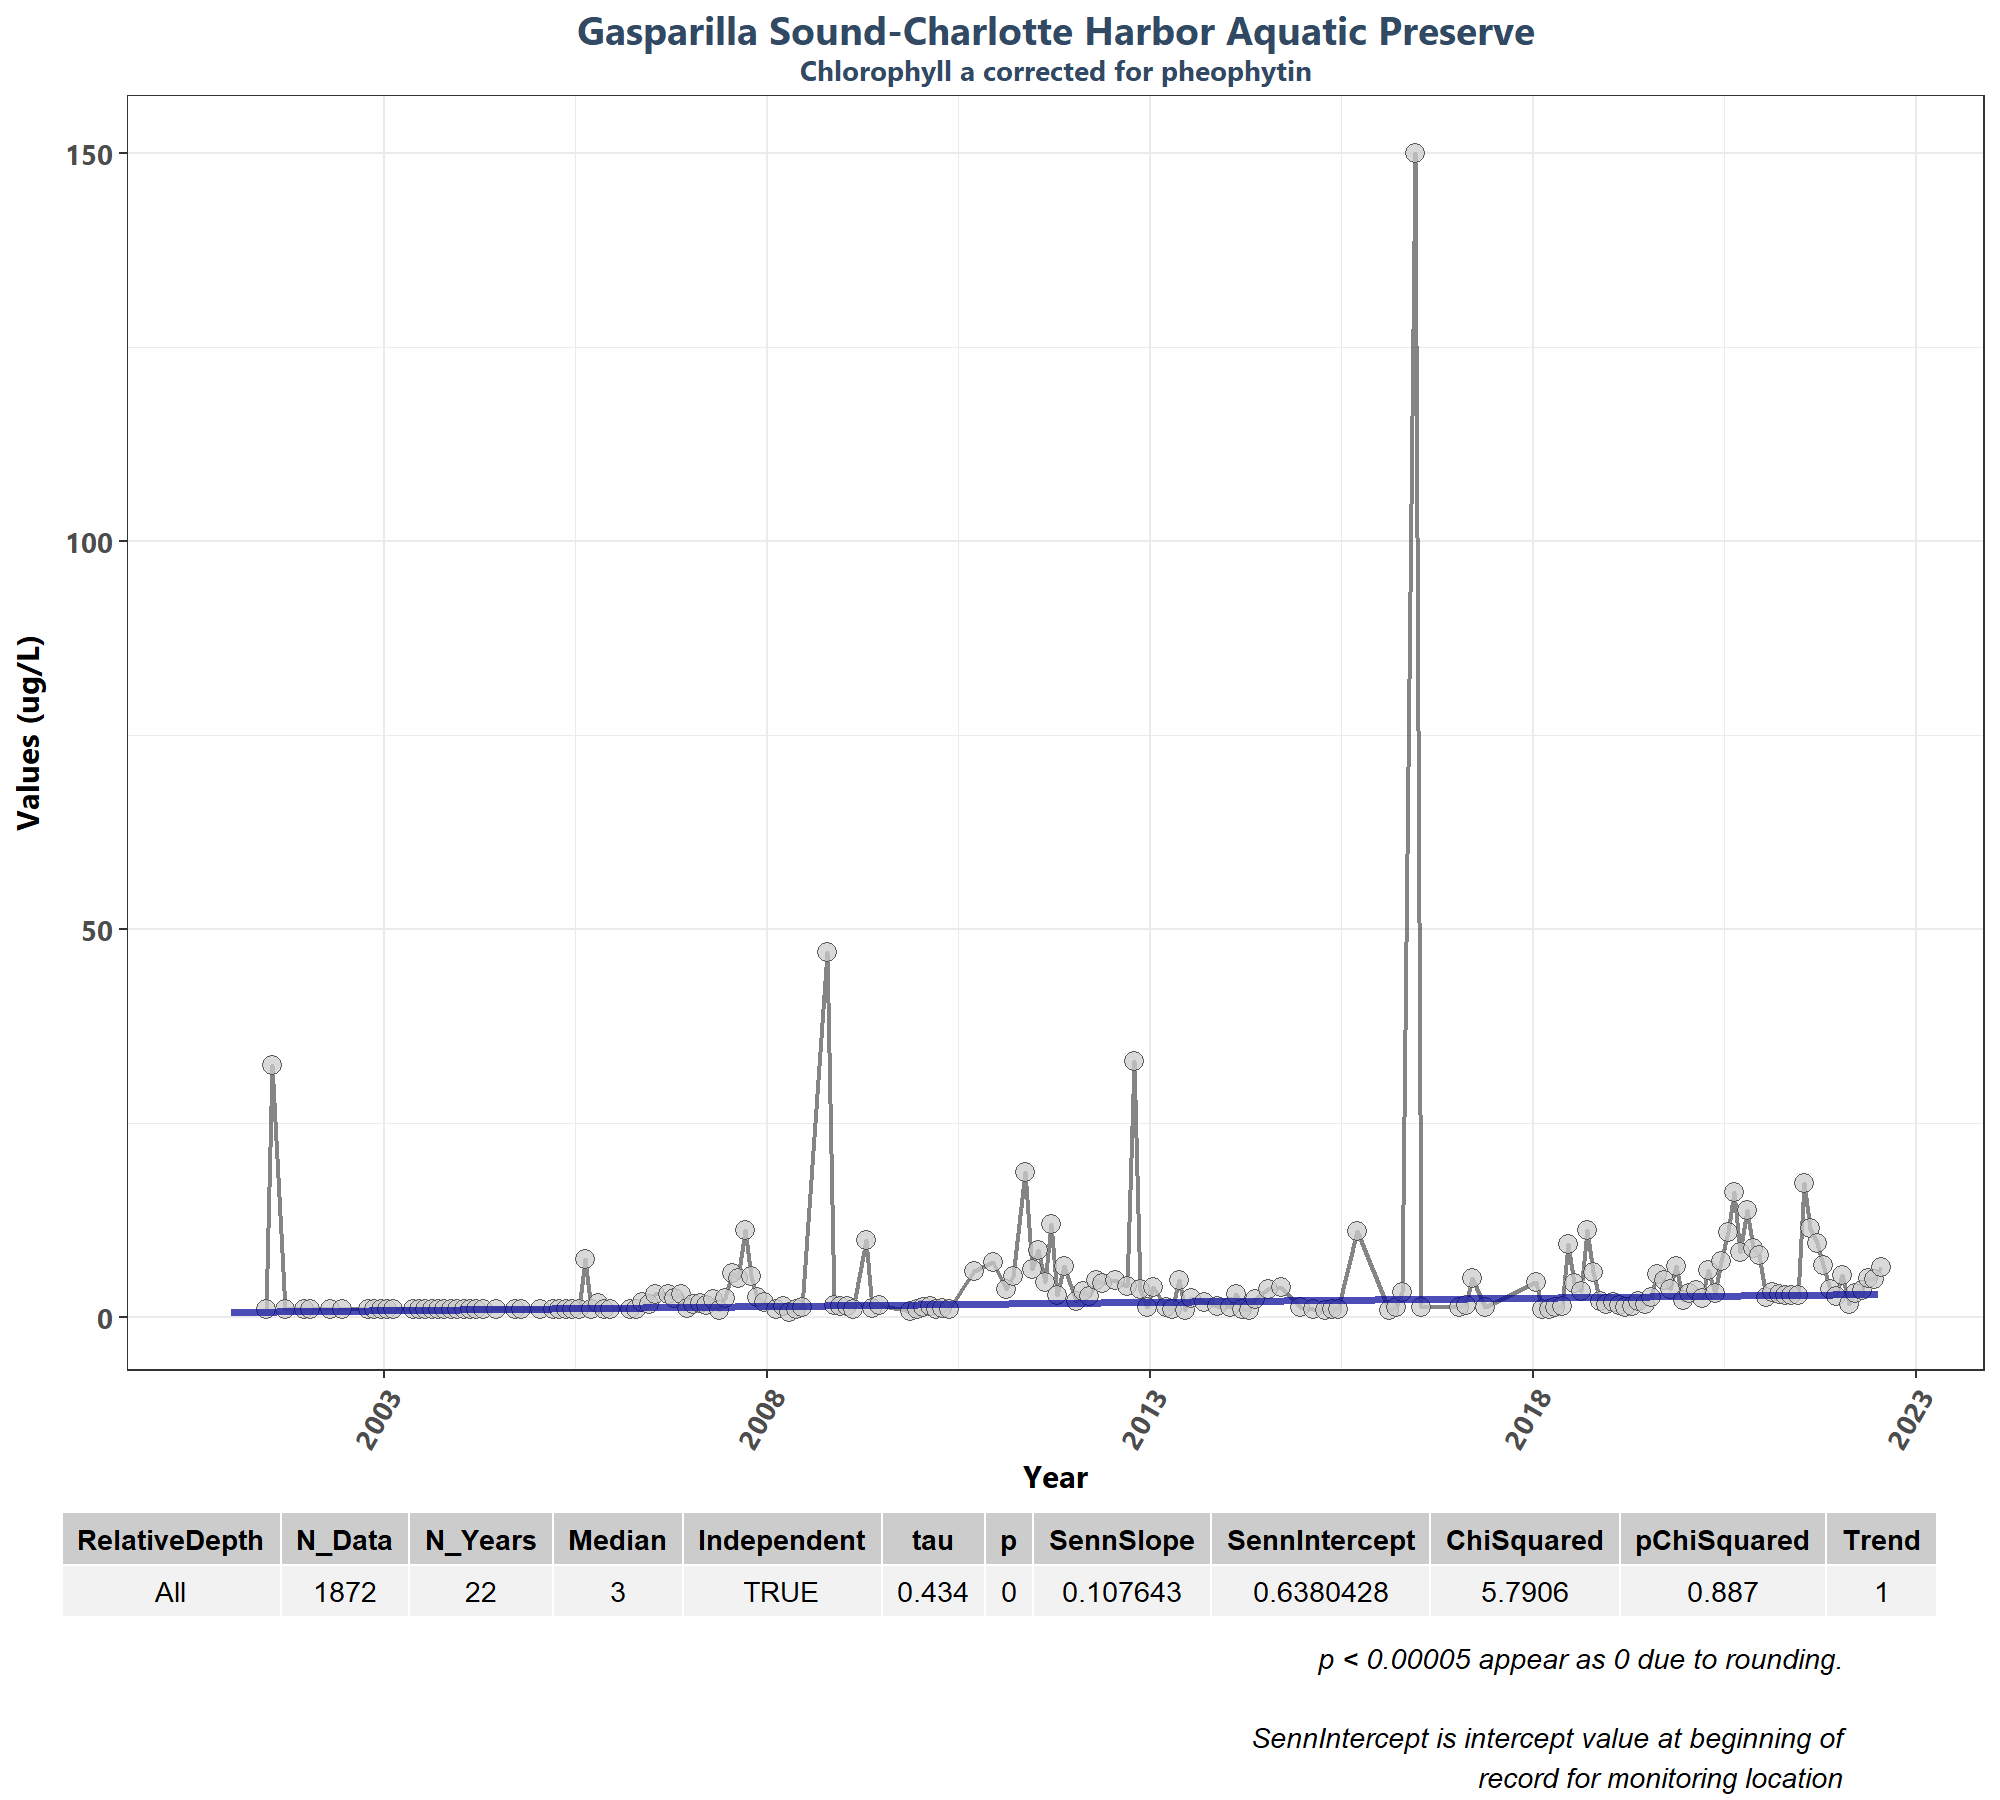 Gasparilla Sound-Charlotte Harbor Aquatic Preserve
Chlorophyll a corrected for pheophytin
Values (ug/L)
150
100
50
0
2003
2008
2013
2018
2023
Year
RelativeDepth N_Data N_Years Median Independent tau p SennSlope SennIntercept ChiSquared pChiSquared Trend
All 1872 22 3 TRUE 0.434 0 0.107643 0.6380428 5.7906 0.887 1
p < 0.00005 appear as 0 due to rounding.
SennIntercept is intercept value at beginning of
record for monitoring location